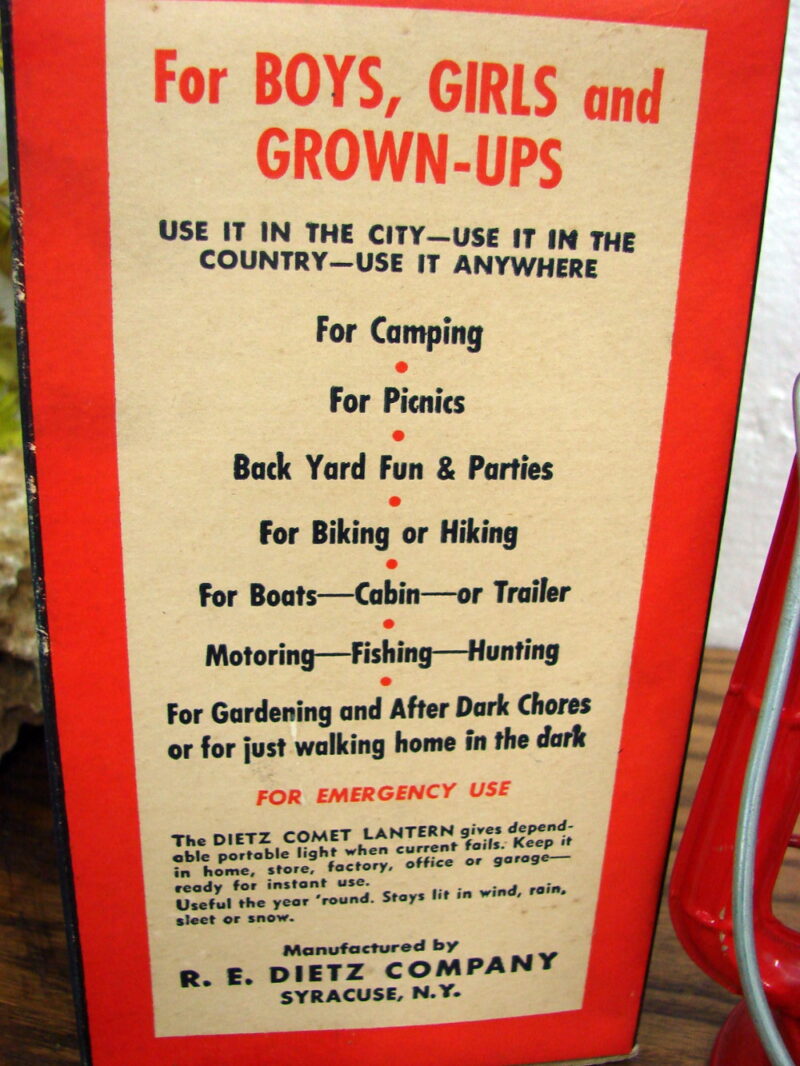 For BOYS, GIRLS and
GROWN-UPS
USE IT IN THE CITY—USE IT IN THE
COUNTRY—USE IT ANYWHERE
For Camping
•
For Picnics
•
Back Yard Fun & Parties
•
For Biking or Hiking
•
For Boats—Cabin—or Trailer
•
Motoring—Fishing—Hunting
•
For Gardening and After Dark Chores
or for just walking home in the dark
FOR EMERGENCY USE
The DIETZ COMET LANTERN gives depend-
able portable light when current fails. Keep it
in home, store, factory, office or garage—
ready for instant use.
Useful the year 'round. Stays lit in wind, rain,
sleet or snow.
Manufactured by
R. E. DIETZ COMPANY
SYRACUSE, N.Y.